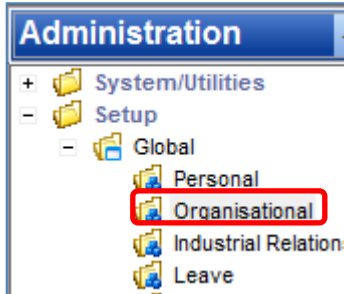 Administration
System/Utilities
Setup
Global
Personal
Organisational
Industrial Relations
Leave